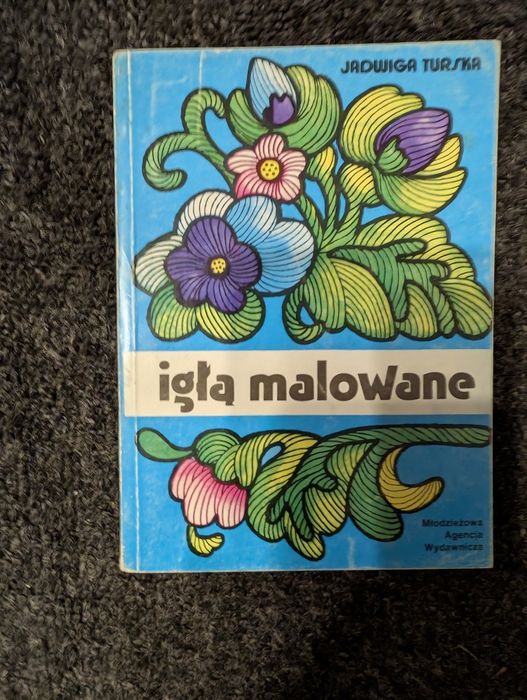 JADWIGA TURSKA
igłą malowane
Młodzieżowa
Agencja
Wydawnicza